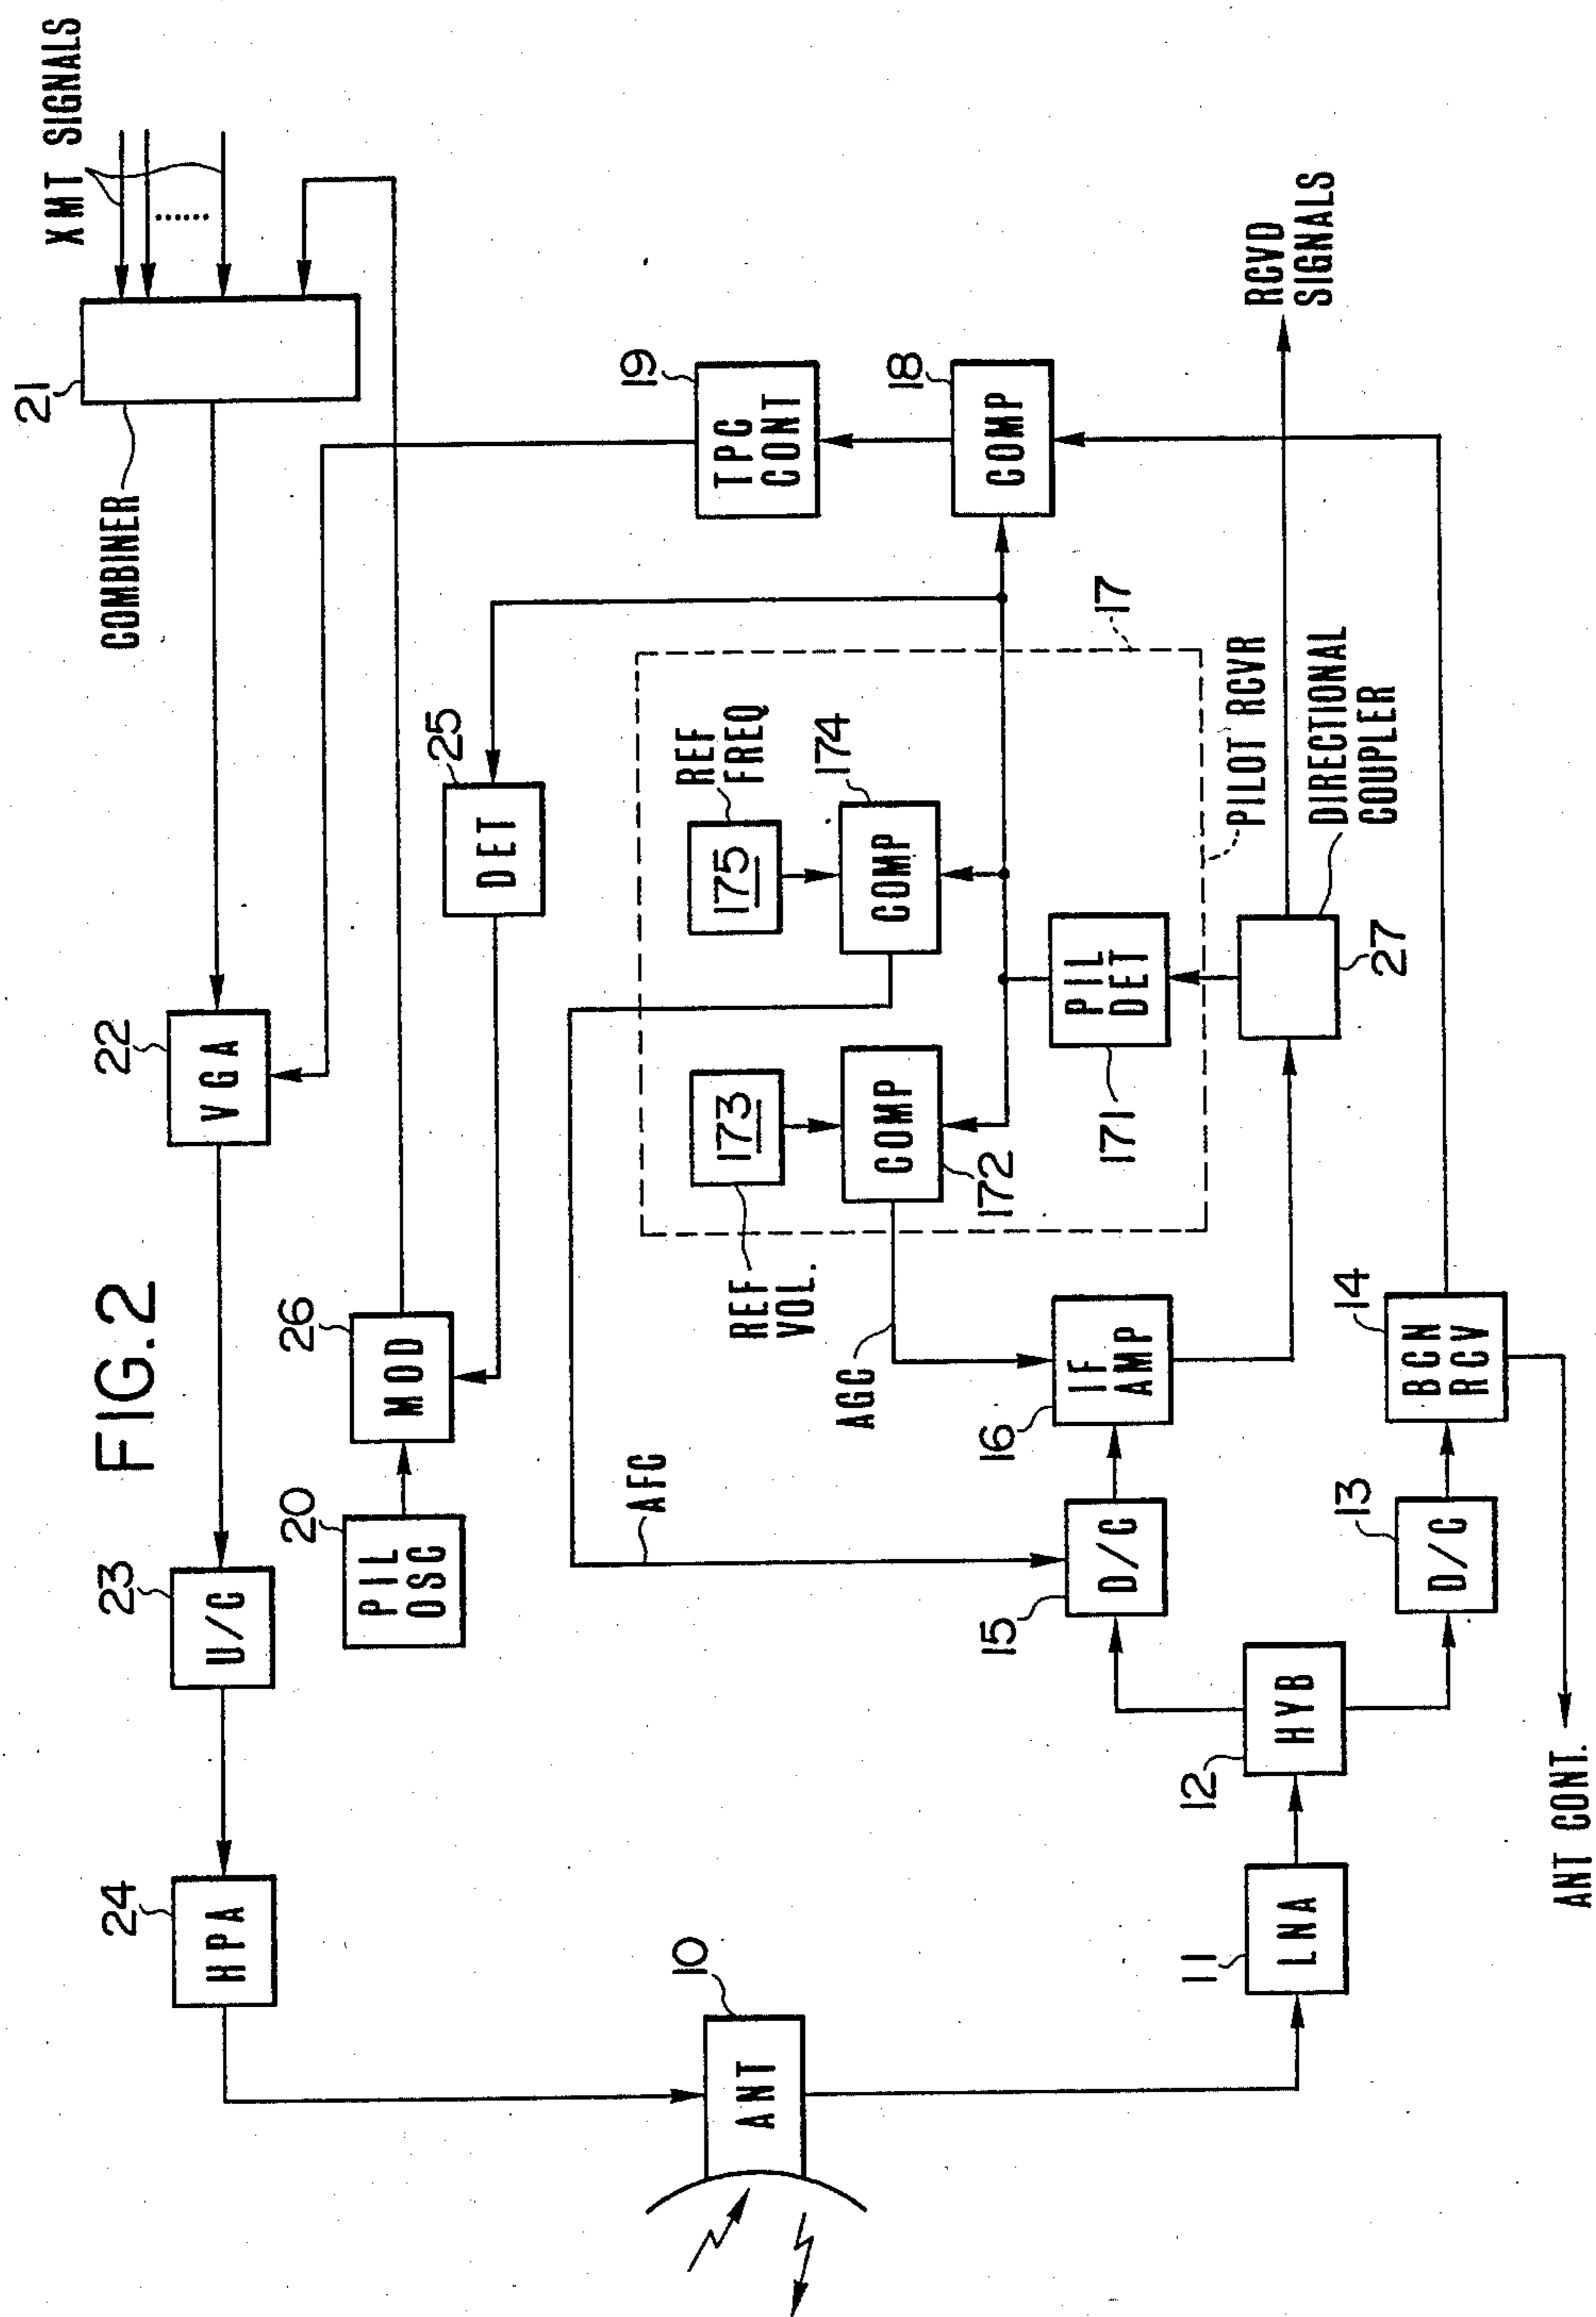 FIG.2
XMT SIGNALS
21
COMBINER
22
VGA
23
U/C
24
HPA
10
ANT
20
PIL
OSC
26
MOD
25
DET
19
TPC
CONT
18
COMP
17
PILOT RCVR
REF
FREQ
175
174
COMP
173
REF
VOL.
COMP
172
PIL
DET
171
AFC
AGC
16
IF
AMP
15
D/C
27
DIRECTIONAL
COUPLER
RCVD
SIGNALS
14
BCN
RCV
13
D/C
12
HYB
11
LNA
ANT CONT.